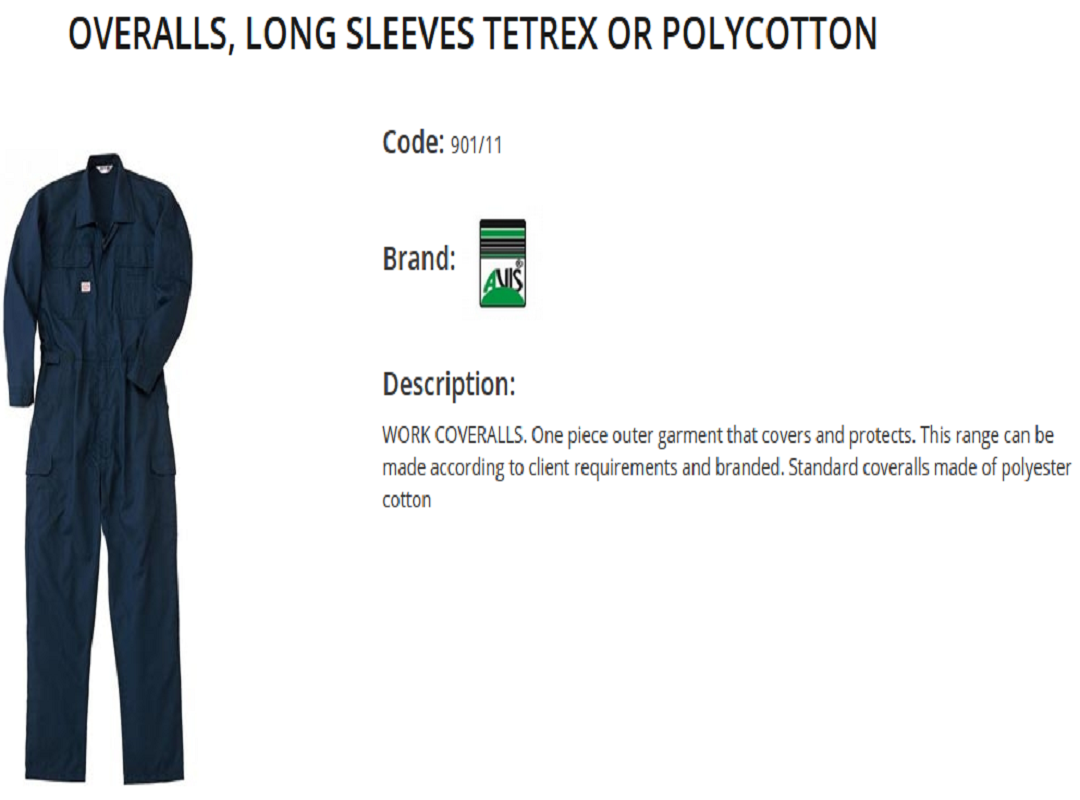 OVERALLS, LONG SLEEVES TETREX OR POLYCOTTON
Code: 901/11
Brand: AVIS®
Description:
WORK COVERALLS. One piece outer garment that covers and protects. This range can be
made according to client requirements and branded. Standard coveralls made of polyester
cotton